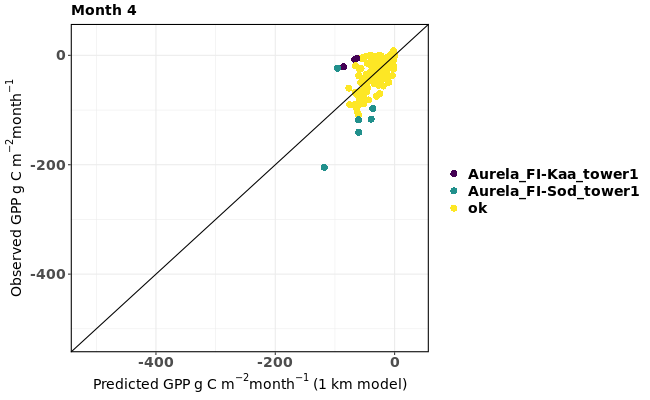 Month 4
0
-200
-400
Observed GPP g C m−2month−1
-400
-200
0
Predicted GPP g C m−2month−1 (1 km model)
Aurela_FI-Kaa_tower1
Aurela_FI-Sod_tower1
ok